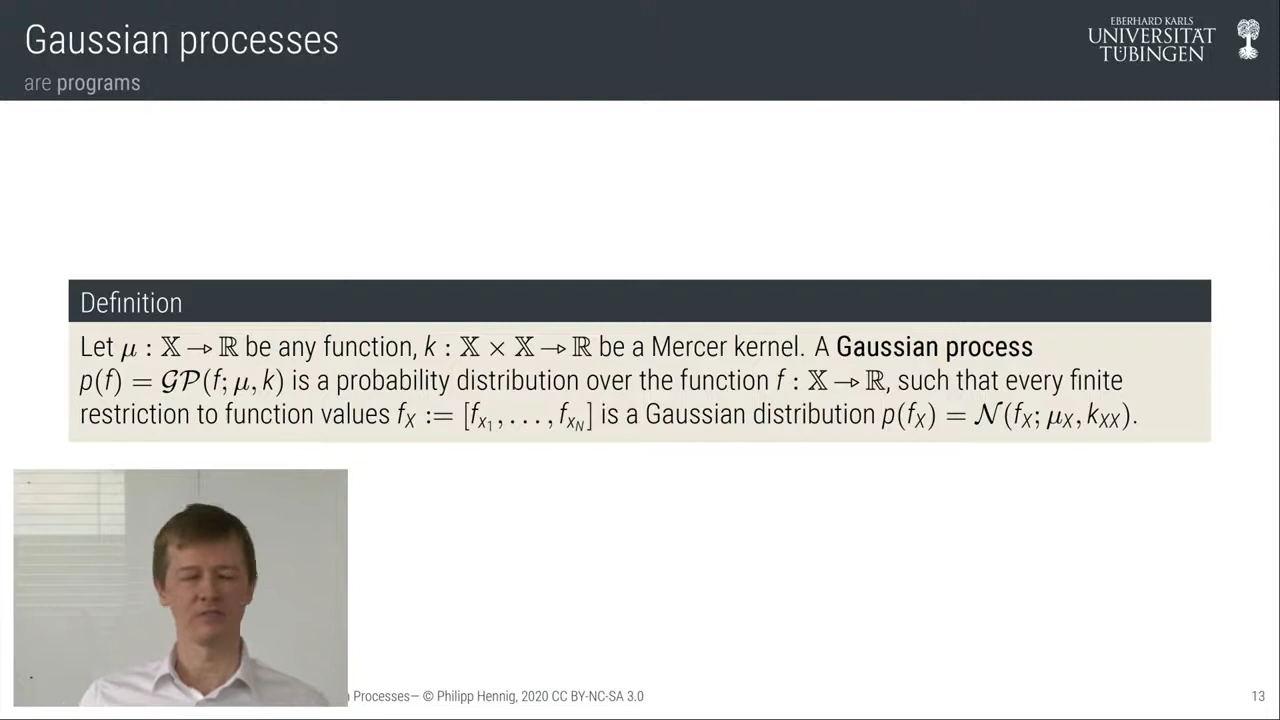 Gaussian processes
are programs
EBERHARD KARLS
UNIVERSITÄT
TÜBINGEN
Definition
Let μ : 𝕏 → ℝ be any function, k : 𝕏 × 𝕏 → ℝ be a Mercer kernel. A Gaussian process
p(f) = 𝒢𝒫(f; μ, k) is a probability distribution over the function f : 𝕏 → ℝ, such that every finite
restriction to function values f_X := [f_{x_1}, . . . , f_{x_N}] is a Gaussian distribution p(f_X) = 𝒩(f_X; μ_X, k_{XX}).
Processes— © Philipp Hennig, 2020 CC BY-NC-SA 3.0
13